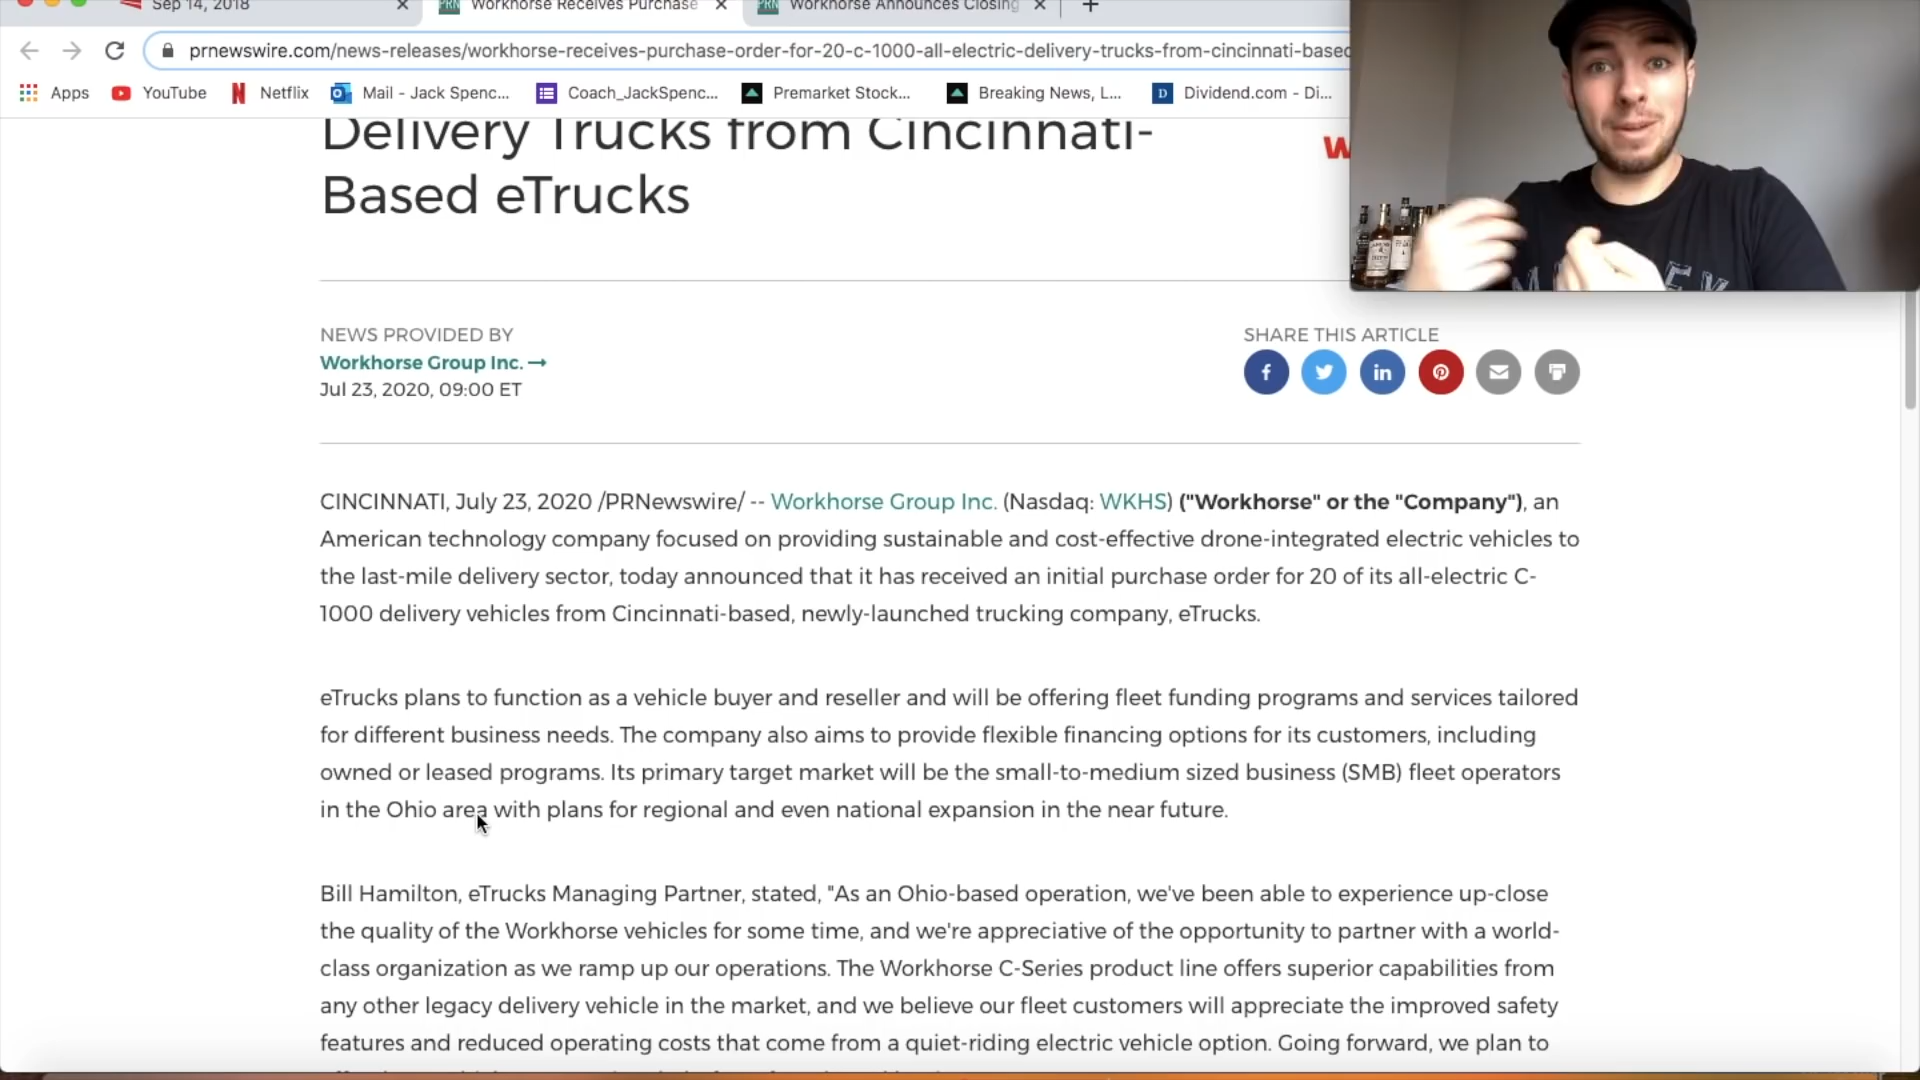 Sep 14, 2018
Workhorse Receives Purchase
Workhorse Announces Closing
prnewswire.com/news-releases/workhorse-receives-purchase-order-for-20-c-1000-all-electric-delivery-trucks-from-cincinnati-based
Apps
YouTube
Netflix
Mail - Jack Spenc...
Coach_JackSpenc...
Premarket Stock...
Breaking News, L...
Dividend.com - Di...
Delivery Trucks from Cincinnati-
Based eTrucks
W
NEWS PROVIDED BY
Workhorse Group Inc. →
Jul 23, 2020, 09:00 ET
SHARE THIS ARTICLE
CINCINNATI, July 23, 2020 /PRNewswire/ -- Workhorse Group Inc. (Nasdaq: WKHS) ("Workhorse" or the "Company"), an
American technology company focused on providing sustainable and cost-effective drone-integrated electric vehicles to
the last-mile delivery sector, today announced that it has received an initial purchase order for 20 of its all-electric C-
1000 delivery vehicles from Cincinnati-based, newly-launched trucking company, eTrucks.
eTrucks plans to function as a vehicle buyer and reseller and will be offering fleet funding programs and services tailored
for different business needs. The company also aims to provide flexible financing options for its customers, including
owned or leased programs. Its primary target market will be the small-to-medium sized business (SMB) fleet operators
in the Ohio area with plans for regional and even national expansion in the near future.
Bill Hamilton, eTrucks Managing Partner, stated, "As an Ohio-based operation, we've been able to experience up-close
the quality of the Workhorse vehicles for some time, and we're appreciative of the opportunity to partner with a world-
class organization as we ramp up our operations. The Workhorse C-Series product line offers superior capabilities from
any other legacy delivery vehicle in the market, and we believe our fleet customers will appreciate the improved safety
features and reduced operating costs that come from a quiet-riding electric vehicle option. Going forward, we plan to